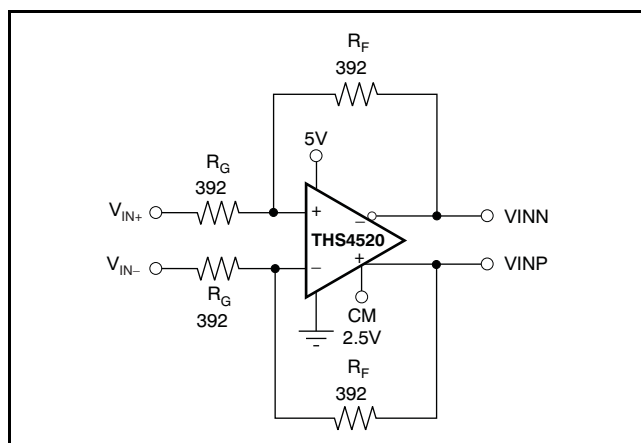 R_F
392
5V
R_G
392
V_IN+
+
−
VINN
THS4520
V_IN−
−
+
VINP
R_G
392
CM
2.5V
R_F
392